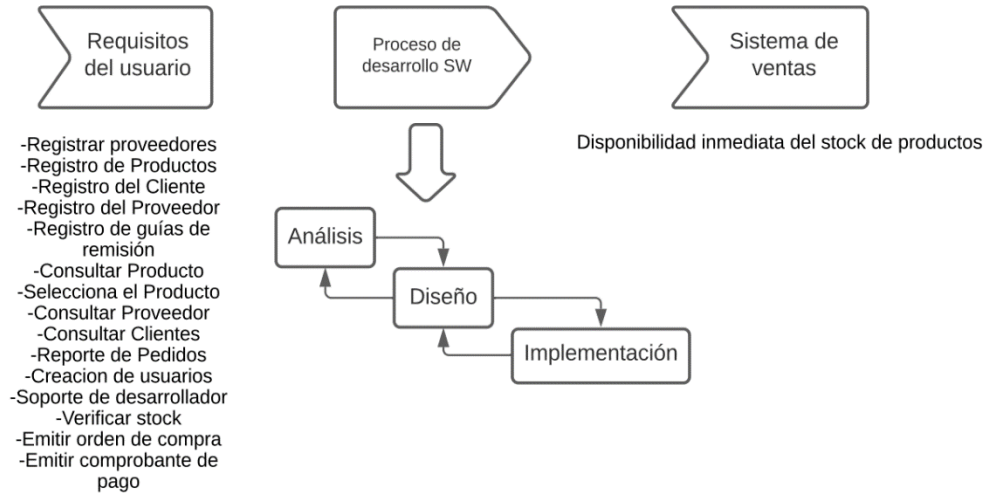 Requisitos
del usuario
Proceso de
desarrollo SW
Sistema de
ventas
-Registrar proveedores
-Registro de Productos
-Registro del Cliente
-Registro del Proveedor
-Registro de guías de
remisión
-Consultar Producto
-Selecciona el Producto
-Consultar Proveedor
-Consultar Clientes
-Reporte de Pedidos
-Creacion de usuarios
-Soporte de desarrollador
-Verificar stock
-Emitir orden de compra
-Emitir comprobante de
pago
Disponibilidad inmediata del stock de productos
Análisis
Diseño
Implementación